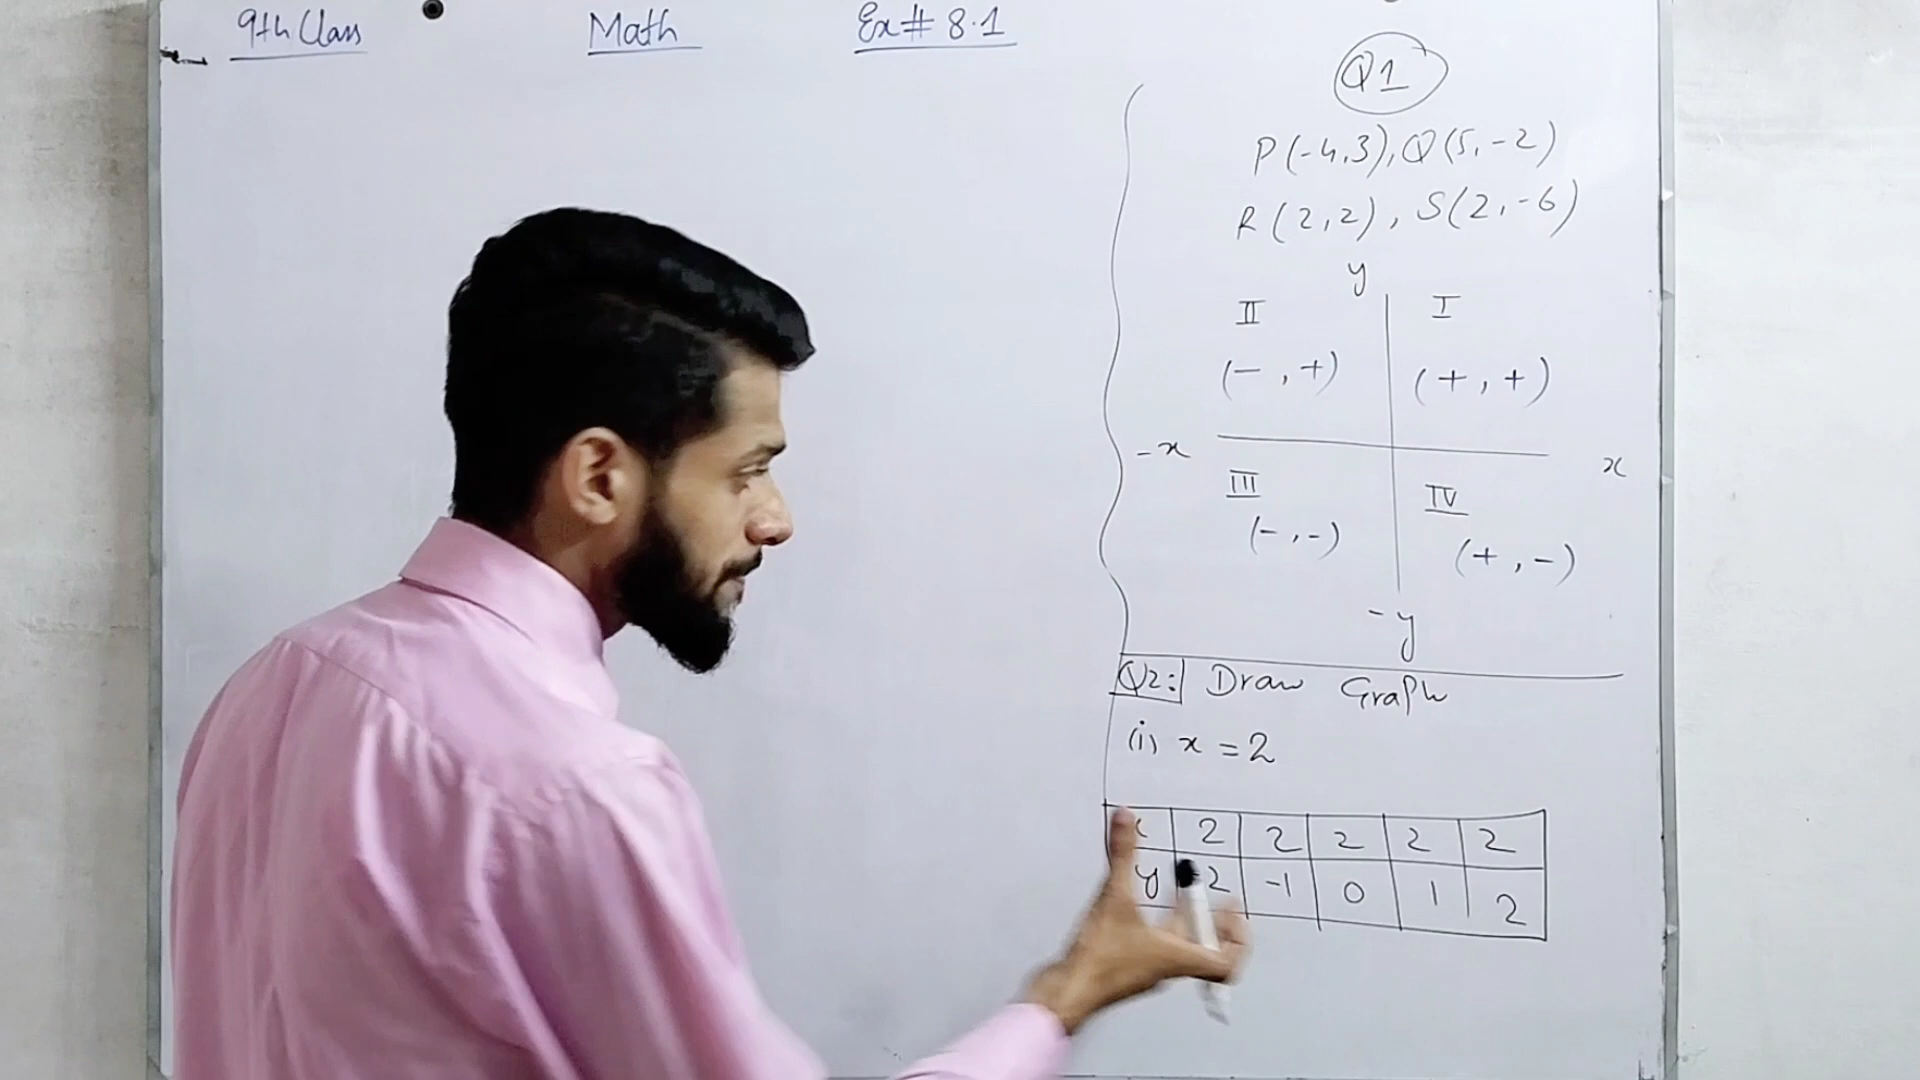 9th Class Math Ex# 8.1
Q1
P(-4,3), Q(5,-2)
R(2,2), S(2,-6)
y
II I
(-,+) (+,+)
-x x
III IV
(-,-) (+,-)
-y
Q2: Draw Graph
(i) x = 2
2 2 2 2 2
y -2 -1 0 1 2